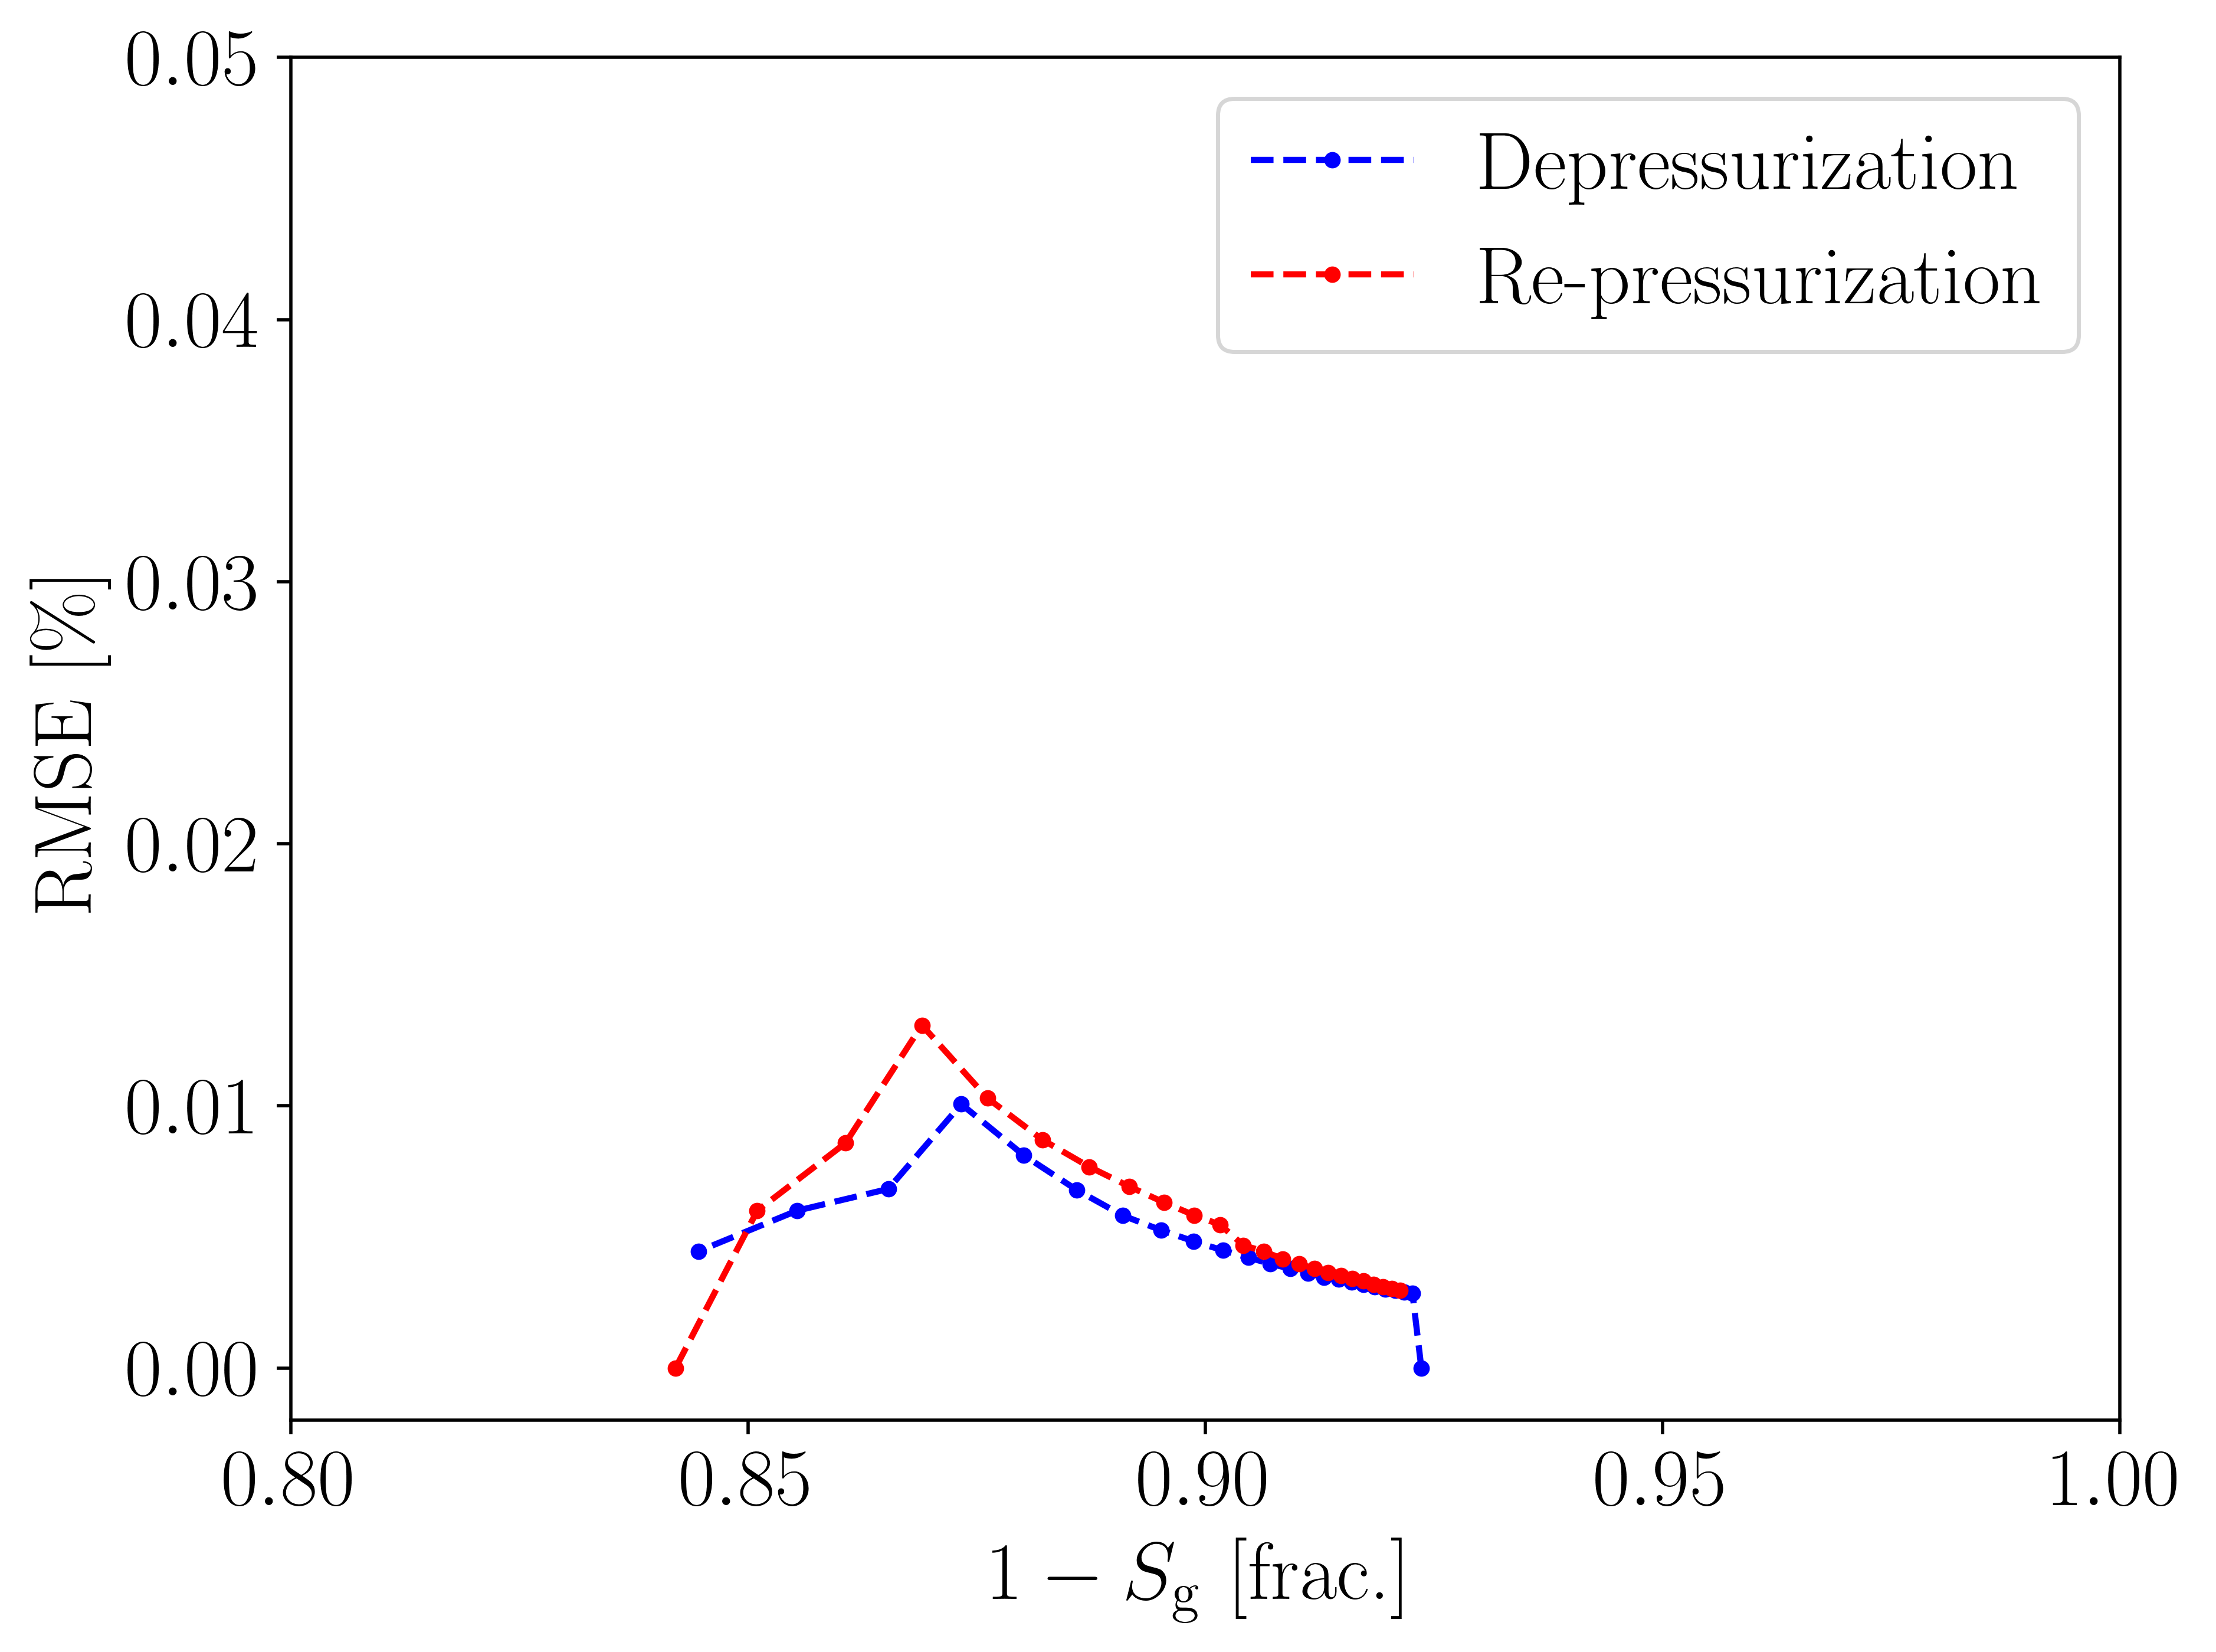 0.05
0.04
0.03
0.02
0.01
0.00
RMSE [%]
Depressurization
Re-pressurization
0.80 0.85 0.90 0.95 1.00
1 − S_g [frac.]